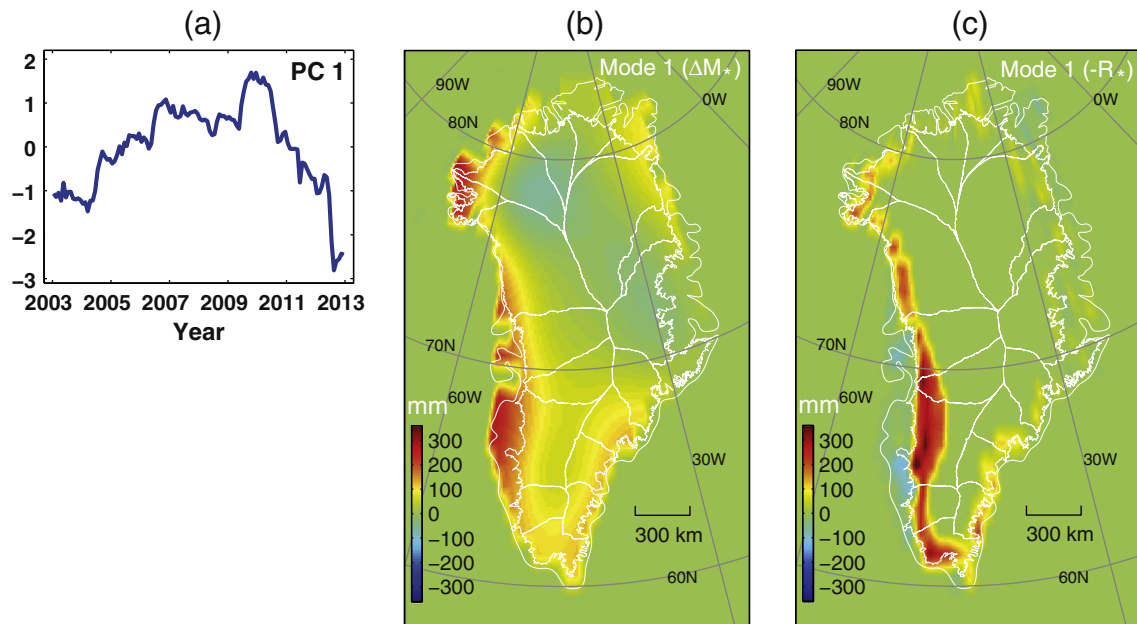 (a)
PC 1
2
1
0
−1
−2
−3
2003 2005 2007 2009 2011 2013
Year
(b)
Mode 1 (ΔM*)
90W
0W
80N
70N
60W
mm
300
200
100
0
−100
−200
−300
30W
300 km
60N
(c)
Mode 1 (-R*)
90W
0W
80N
70N
60W
mm
300
200
100
0
−100
−200
−300
30W
300 km
60N